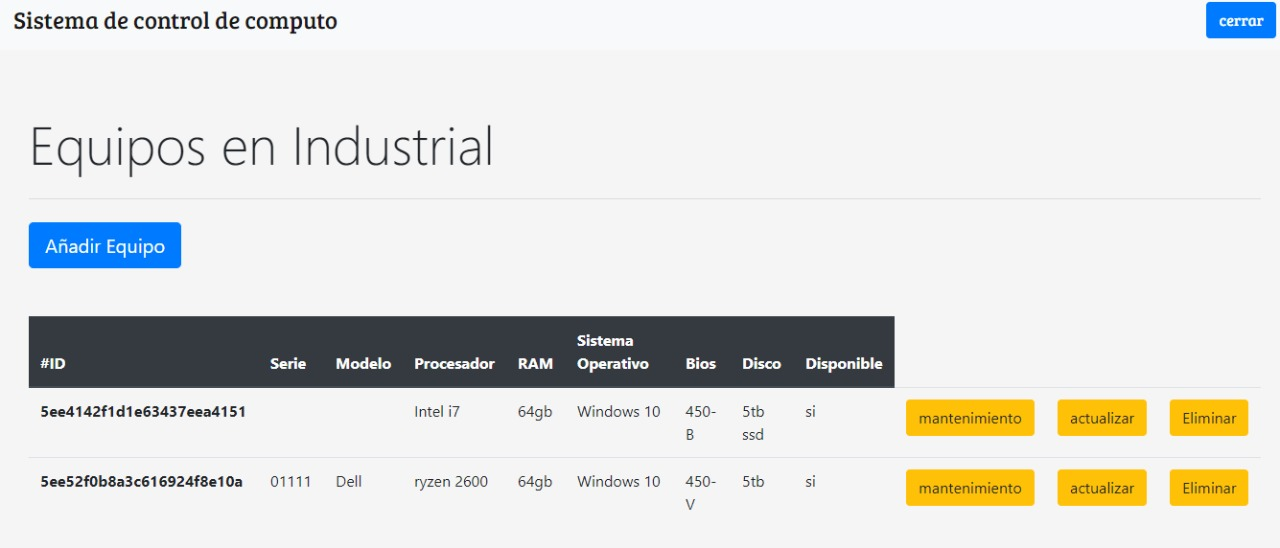 Sistema de control de computo cerrar
Equipos en Industrial
Añadir Equipo
#ID Serie Modelo Procesador RAM Sistema Operativo Bios Disco Disponible
5ee4142f1d1e63437eea4151 Intel i7 64gb Windows 10 450-B 5tb ssd si mantenimiento actualizar Eliminar
5ee52f0b8a3c616924f8e10a 01111 Dell ryzen 2600 64gb Windows 10 450-V 5tb si mantenimiento actualizar Eliminar